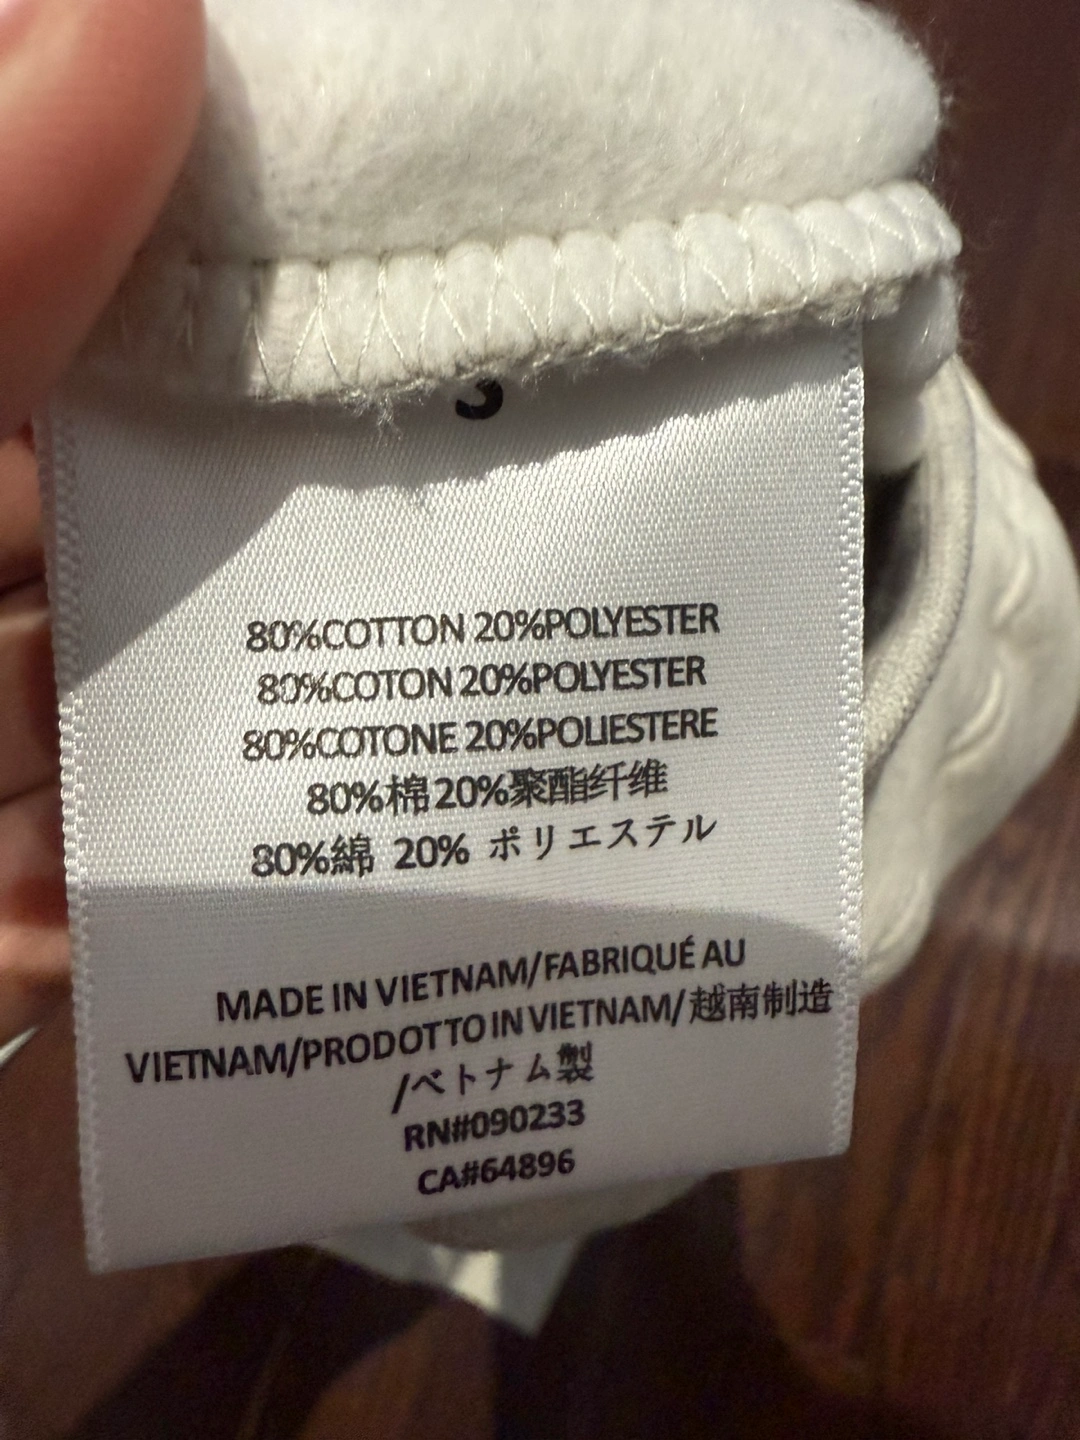 80%COTTON 20%POLYESTER
80%COTON 20%POLYESTER
80%COTONE 20%POLIESTERE
80%棉20%聚酯纤维
80%綿 20% ポリエステル
MADE IN VIETNAM/FABRIQUÉ AU
VIETNAM/PRODOTTO IN VIETNAM/越南制造
/ベトナム製
RN#090233
CA#64896